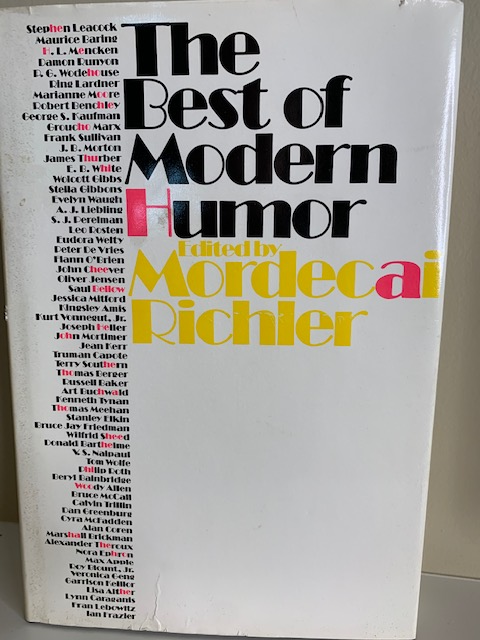 Stephen Leacock
Maurice Baring
H. L. Mencken
Damon Runyon
P. G. Wodehouse
Ring Lardner
Marianne Moore
Robert Benchley
George S. Kaufman
Groucho Marx
Frank Sullivan
J. B. Morton
James Thurber
E. B. White
Wolcott Gibbs
Stella Gibbons
Evelyn Waugh
A. J. Liebling
S. J. Perelman
Leo Rosten
Eudora Welty
Peter De Vries
Flann O'Brien
John Cheever
Oliver Jensen
Saul Bellow
Jessica Mitford
Kingsley Amis
Kurt Vonnegut, Jr.
Joseph Heller
John Mortimer
Jean Kerr
Truman Capote
Terry Southern
Thomas Berger
Russell Baker
Art Buchwald
Kenneth Tynan
Thomas Meehan
Stanley Elkin
Bruce Jay Friedman
Wilfrid Sheed
Donald Barthelme
V. S. Naipaul
Tom Wolfe
Philip Roth
Beryl Bainbridge
Woody Allen
Bruce McCall
Calvin Trillin
Dan Greenburg
Cyra McFadden
Alan Coren
Marshall Brickman
Alexander Theroux
Nora Ephron
Max Apple
Roy Blount, Jr.
Veronica Geng
Garrison Keillor
Lisa Alther
Lynn Caraganis
Fran Lebowitz
Ian Frazier
The
Best of
Modern
Humor
Edited by
Mordecai
Richler